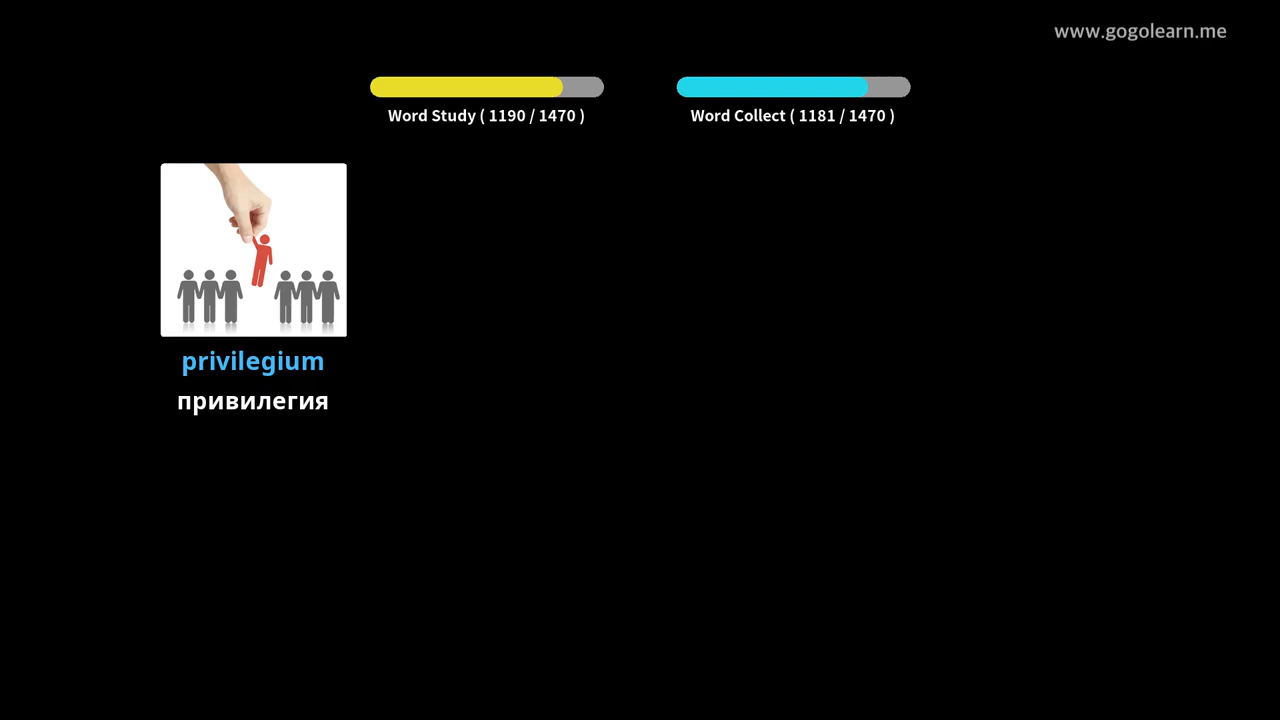 www.gogolearn.me
Word Study ( 1190 / 1470 )
Word Collect ( 1181 / 1470 )
privilegium
привилегия